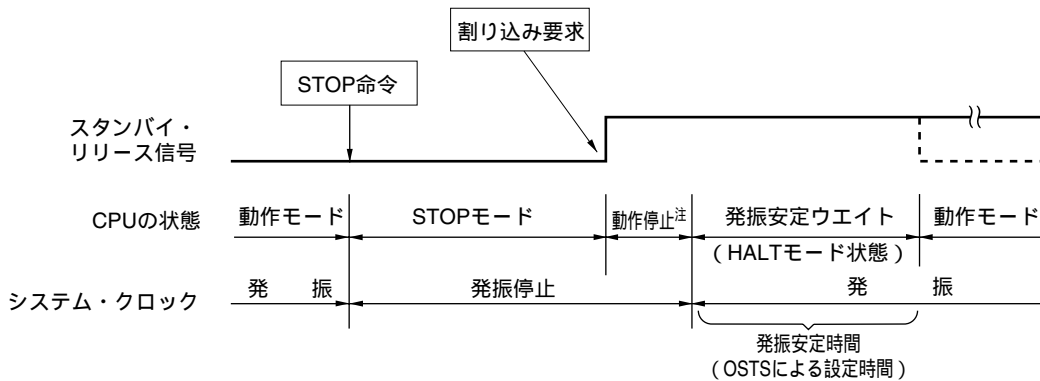 割り込み要求
STOP命令
スタンバイ・
リリース信号
CPUの状態 動作モード STOPモード 動作停止注 発振安定ウエイト 動作モード
(HALTモード状態)
システム・クロック 発 振 発振停止 発 振
発振安定時間
(OSTSによる設定時間)